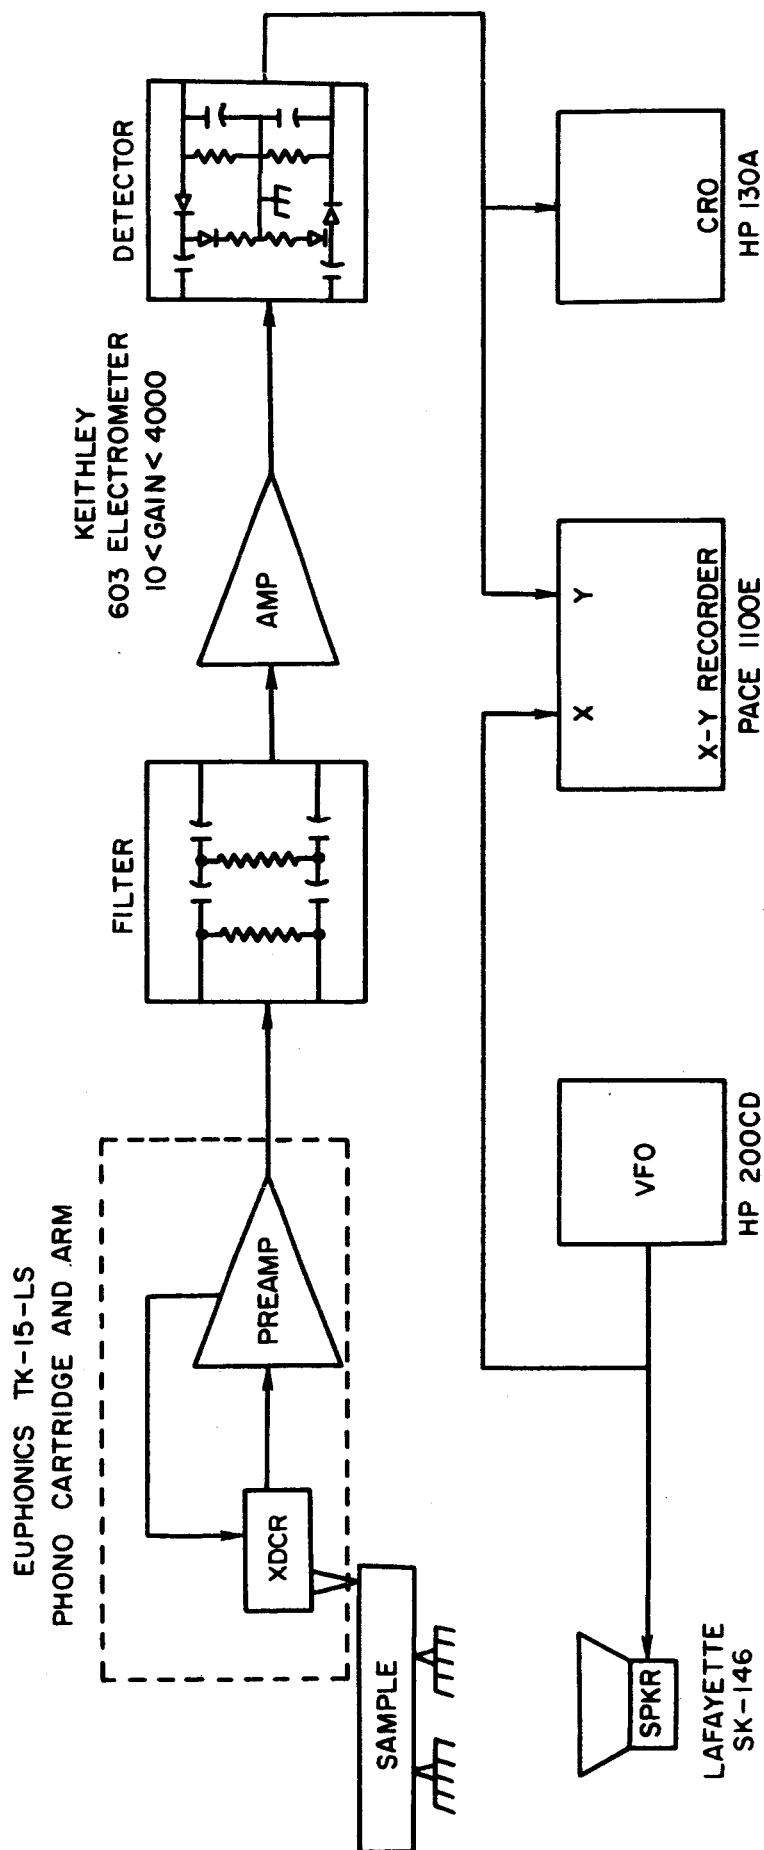 EUPHONICS TK-15-LS
PHONO CARTRIDGE AND ARM
XDCR
PREAMP
SAMPLE
FILTER
KEITHLEY
603 ELECTROMETER
10<GAIN<4000
AMP
DETECTOR
SPKR
LAFAYETTE
SK-146
VFO
HP 200CD
X
Y
X-Y RECORDER
PACE 1100E
CRO
HP 130A